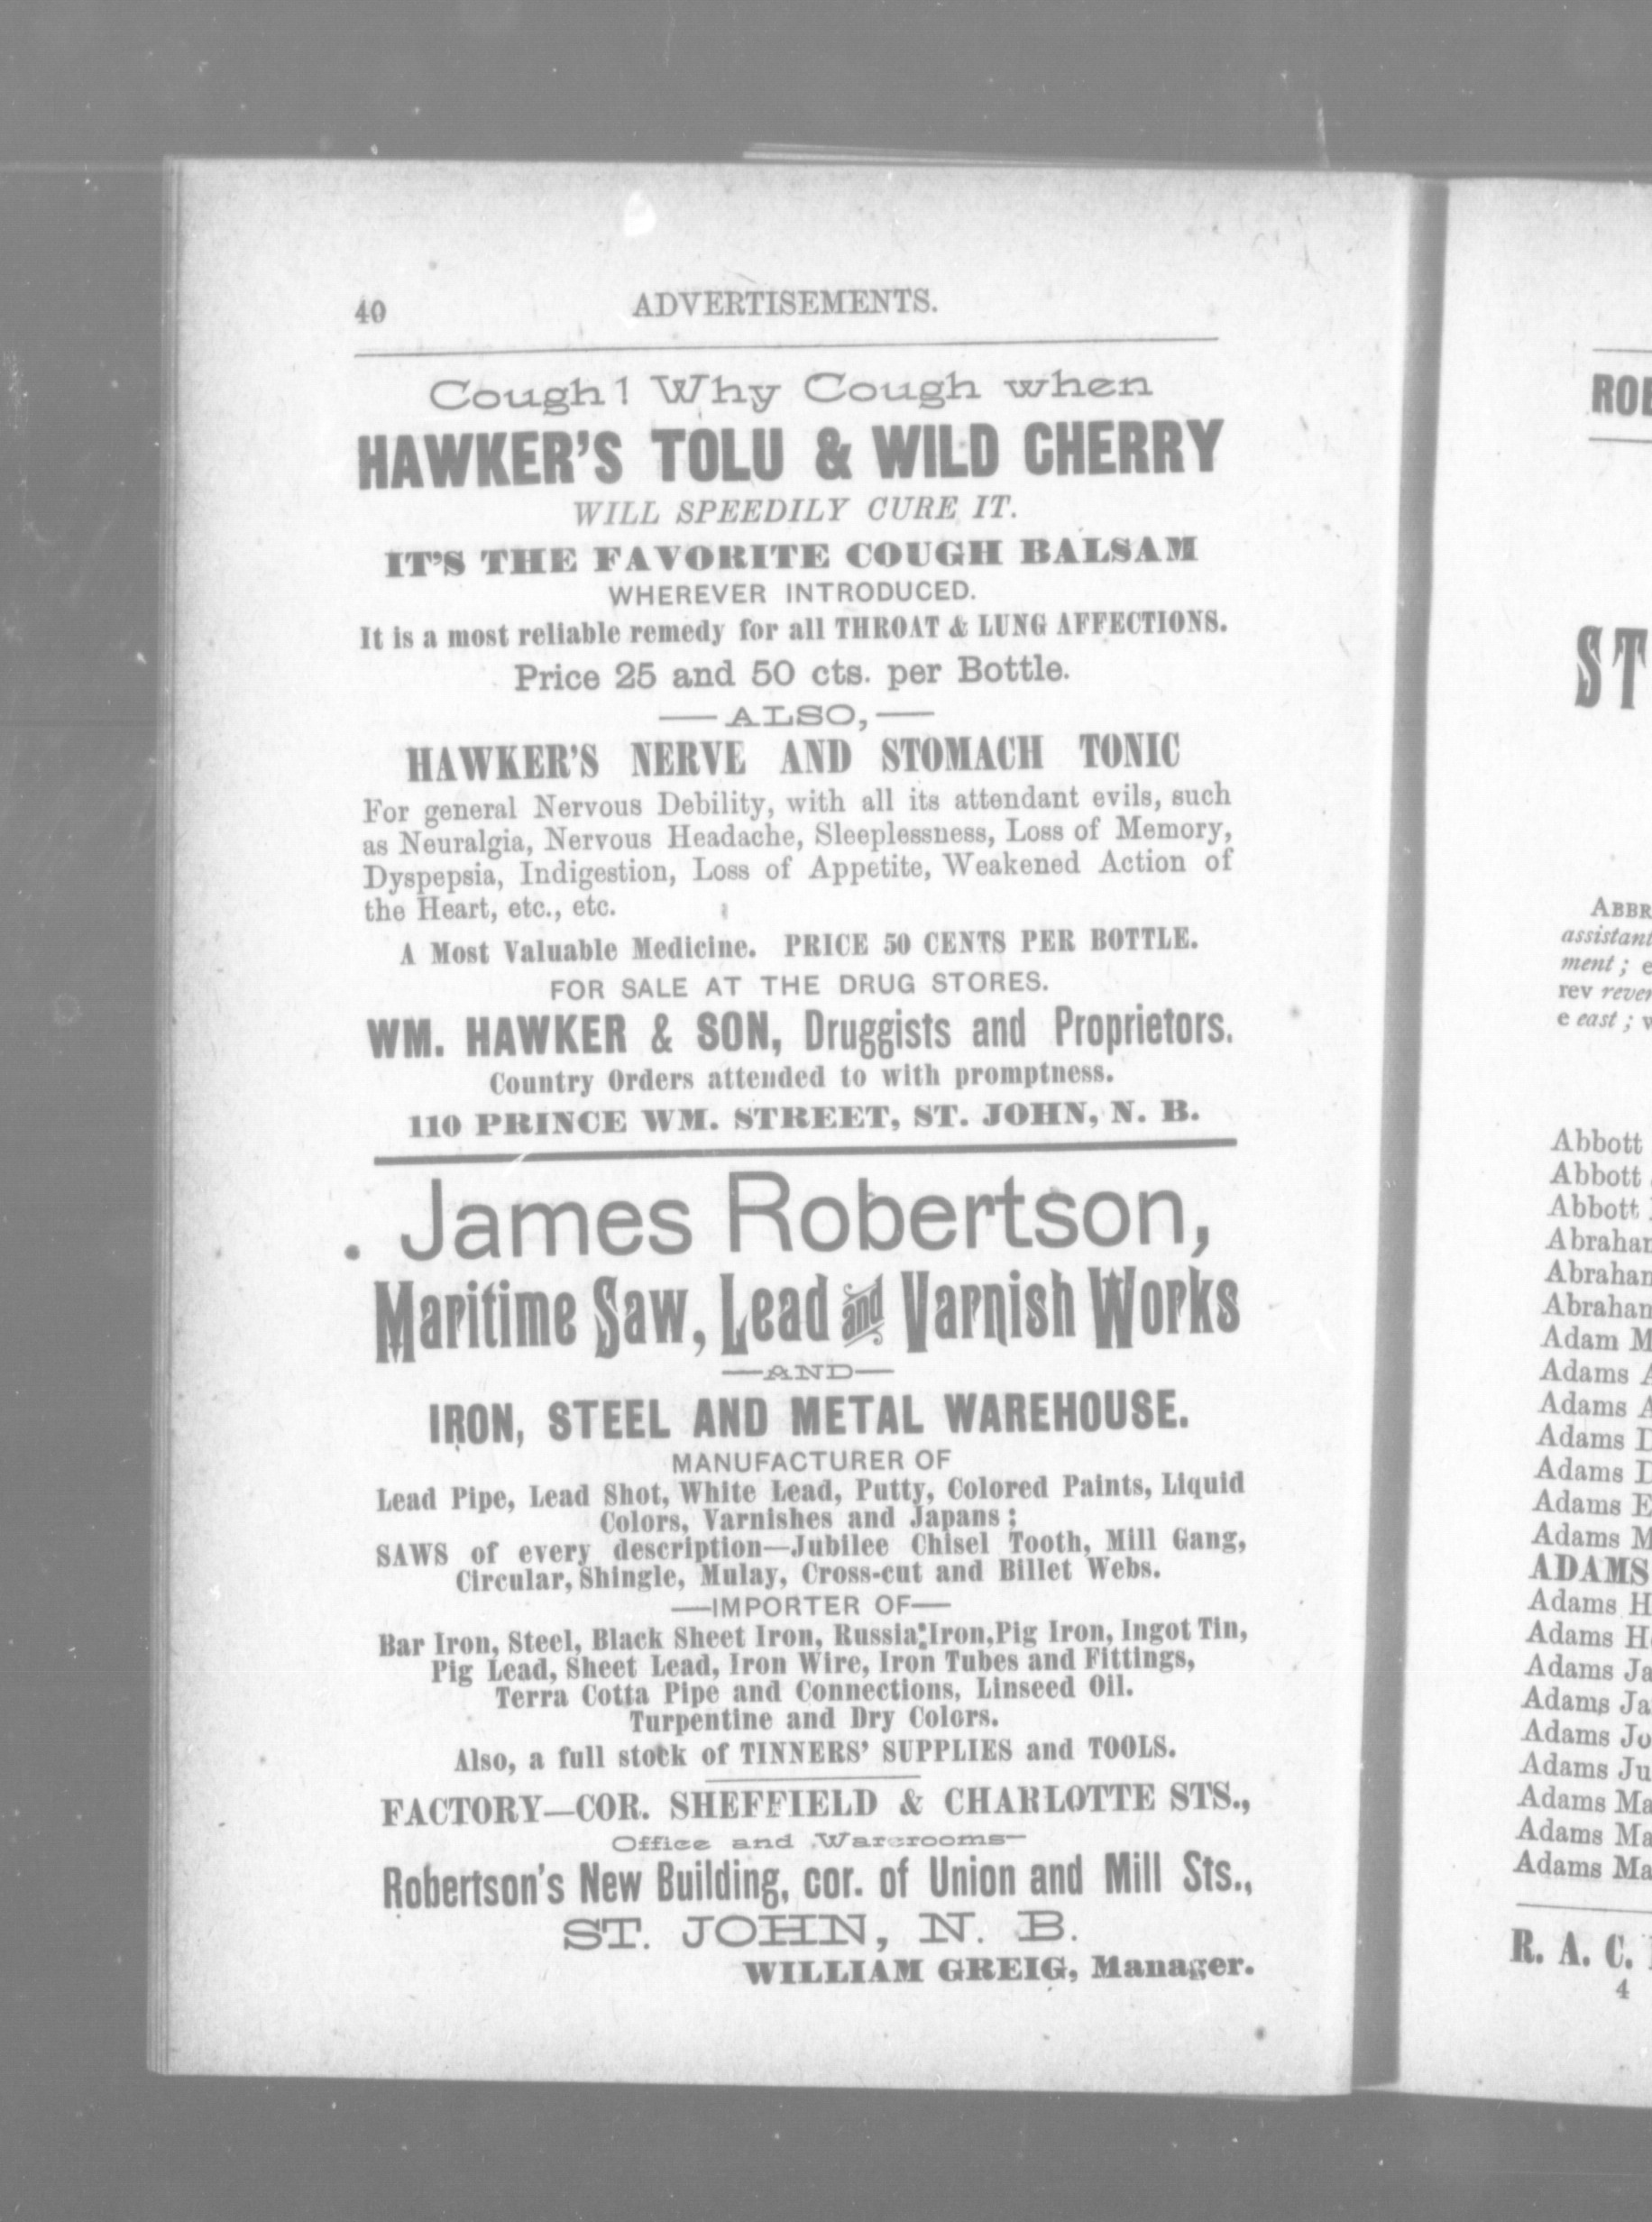 40
ADVERTISEMENTS.
Cough! Why Cough when
HAWKER'S TOLU & WILD CHERRY
WILL SPEEDILY CURE IT.
IT'S THE FAVORITE COUGH BALSAM
WHEREVER INTRODUCED.
It is a most reliable remedy for all THROAT & LUNG AFFECTIONS.
Price 25 and 50 cts. per Bottle.
—ALSO,—
HAWKER'S NERVE AND STOMACH TONIC
For general Nervous Debility, with all its attendant evils, such
as Neuralgia, Nervous Headache, Sleeplessness, Loss of Memory,
Dyspepsia, Indigestion, Loss of Appetite, Weakened Action of
the Heart, etc., etc.
A Most Valuable Medicine. PRICE 50 CENTS PER BOTTLE.
FOR SALE AT THE DRUG STORES.
WM. HAWKER & SON, Druggists and Proprietors.
Country Orders attended to with promptness.
110 PRINCE WM. STREET, ST. JOHN, N. B.
James Robertson,
Maritime Saw, Lead and Varnish Works
—AND—
IRON, STEEL AND METAL WAREHOUSE.
MANUFACTURER OF
Lead Pipe, Lead Shot, White Lead, Putty, Colored Paints, Liquid
Colors, Varnishes and Japans;
SAWS of every description—Jubilee Chisel Tooth, Mill Gang,
Circular, Shingle, Mulay, Cross-cut and Billet Webs.
—IMPORTER OF—
Bar Iron, Steel, Black Sheet Iron, Russia Iron, Pig Iron, Ingot Tin,
Pig Lead, Sheet Lead, Iron Wire, Iron Tubes and Fittings,
Terra Cotta Pipe and Connections, Linseed Oil.
Turpentine and Dry Colors.
Also, a full stock of TINNERS' SUPPLIES and TOOLS.
FACTORY—COR. SHEFFIELD & CHARLOTTE STS.,
Office and Warerooms—
Robertson's New Building, cor. of Union and Mill Sts.,
ST. JOHN, N. B.
WILLIAM GREIG, Manager.
ST
assistant
ment; e
rev
e east;
Abbott
Abbott
Abbott
Adam M
Adams
Adams
Adams
Adams
Adams E
Adams M
ADAMS
Adams H
Adams
Adams Ja
Adams Ja
Adams Jo
Adams Ju
Adams Ma
Adams Ma
Adams Ma
R. A. C.
4